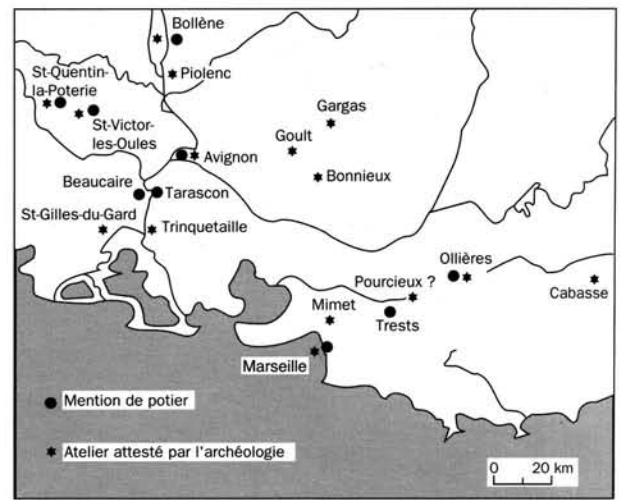 Bollène
Piolenc
St-Quentin-
la-Poterie
St-Victor-
les-Oules
Gargas
Goult
Avignon
Bonnieux
Beaucaire
Tarascon
St-Gilles-du-Gard
Trinquetaille
Ollières
Pourcieux ?
Cabasse
Mimet
Trests
Marseille
Mention de potier
Atelier attesté par l'archéologie
0 20 km